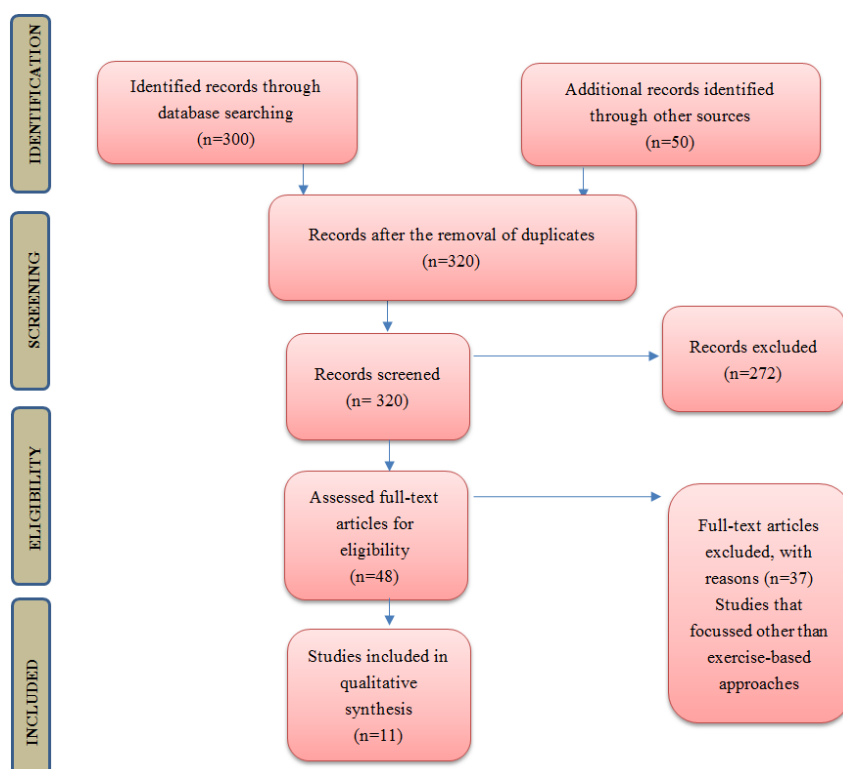 IDENTIFICATION
Identified records through
database searching
(n=300)
Additional records identified
through other sources
(n=50)
SCREENING
Records after the removal of duplicates
(n=320)
Records screened
(n= 320)
Records excluded
(n=272)
ELIGIBILITY
Assessed full-text
articles for
eligibility
(n=48)
Full-text articles
excluded, with
reasons (n=37)
Studies that
focussed other than
exercise-based
approaches
INCLUDED
Studies included in
qualitative
synthesis
(n=11)